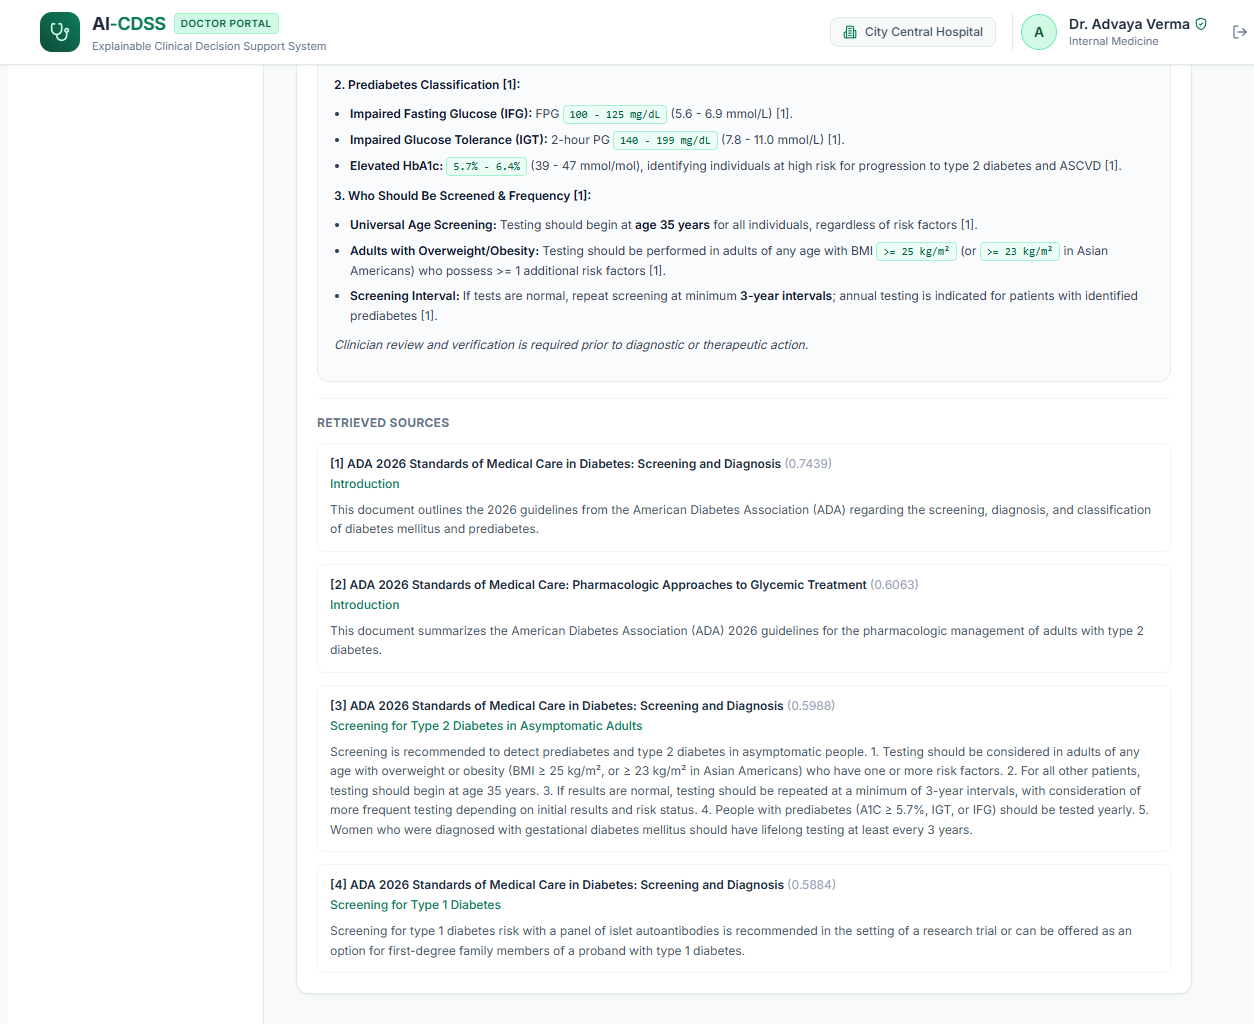 AI-CDSS DOCTOR PORTAL
Explainable Clinical Decision Support System
City Central Hospital
A
Dr. Advaya Verma
Internal Medicine
2. Prediabetes Classification [1]:
• Impaired Fasting Glucose (IFG): FPG 100 - 125 mg/dL (5.6 - 6.9 mmol/L) [1].
• Impaired Glucose Tolerance (IGT): 2-hour PG 140 - 199 mg/dL (7.8 - 11.0 mmol/L) [1].
• Elevated HbA1c: 5.7% - 6.4% (39 - 47 mmol/mol), identifying individuals at high risk for progression to type 2 diabetes and ASCVD [1].
3. Who Should Be Screened & Frequency [1]:
• Universal Age Screening: Testing should begin at age 35 years for all individuals, regardless of risk factors [1].
• Adults with Overweight/Obesity: Testing should be performed in adults of any age with BMI >= 25 kg/m² (or >= 23 kg/m² in Asian
Americans) who possess >= 1 additional risk factors [1].
• Screening Interval: If tests are normal, repeat screening at minimum 3-year intervals; annual testing is indicated for patients with identified
prediabetes [1].
Clinician review and verification is required prior to diagnostic or therapeutic action.
RETRIEVED SOURCES
[1] ADA 2026 Standards of Medical Care in Diabetes: Screening and Diagnosis (0.7439)
Introduction
This document outlines the 2026 guidelines from the American Diabetes Association (ADA) regarding the screening, diagnosis, and classification
of diabetes mellitus and prediabetes.
[2] ADA 2026 Standards of Medical Care: Pharmacologic Approaches to Glycemic Treatment (0.6063)
Introduction
This document summarizes the American Diabetes Association (ADA) 2026 guidelines for the pharmacologic management of adults with type 2
diabetes.
[3] ADA 2026 Standards of Medical Care in Diabetes: Screening and Diagnosis (0.5988)
Screening for Type 2 Diabetes in Asymptomatic Adults
Screening is recommended to detect prediabetes and type 2 diabetes in asymptomatic people. 1. Testing should be considered in adults of any
age with overweight or obesity (BMI ≥ 25 kg/m², or ≥ 23 kg/m² in Asian Americans) who have one or more risk factors. 2. For all other patients,
testing should begin at age 35 years. 3. If results are normal, testing should be repeated at a minimum of 3-year intervals, with consideration of
more frequent testing depending on initial results and risk status. 4. People with prediabetes (A1C ≥ 5.7%, IGT, or IFG) should be tested yearly. 5.
Women who were diagnosed with gestational diabetes mellitus should have lifelong testing at least every 3 years.
[4] ADA 2026 Standards of Medical Care in Diabetes: Screening and Diagnosis (0.5884)
Screening for Type 1 Diabetes
Screening for type 1 diabetes risk with a panel of islet autoantibodies is recommended in the setting of a research trial or can be offered as an
option for first-degree family members of a proband with type 1 diabetes.